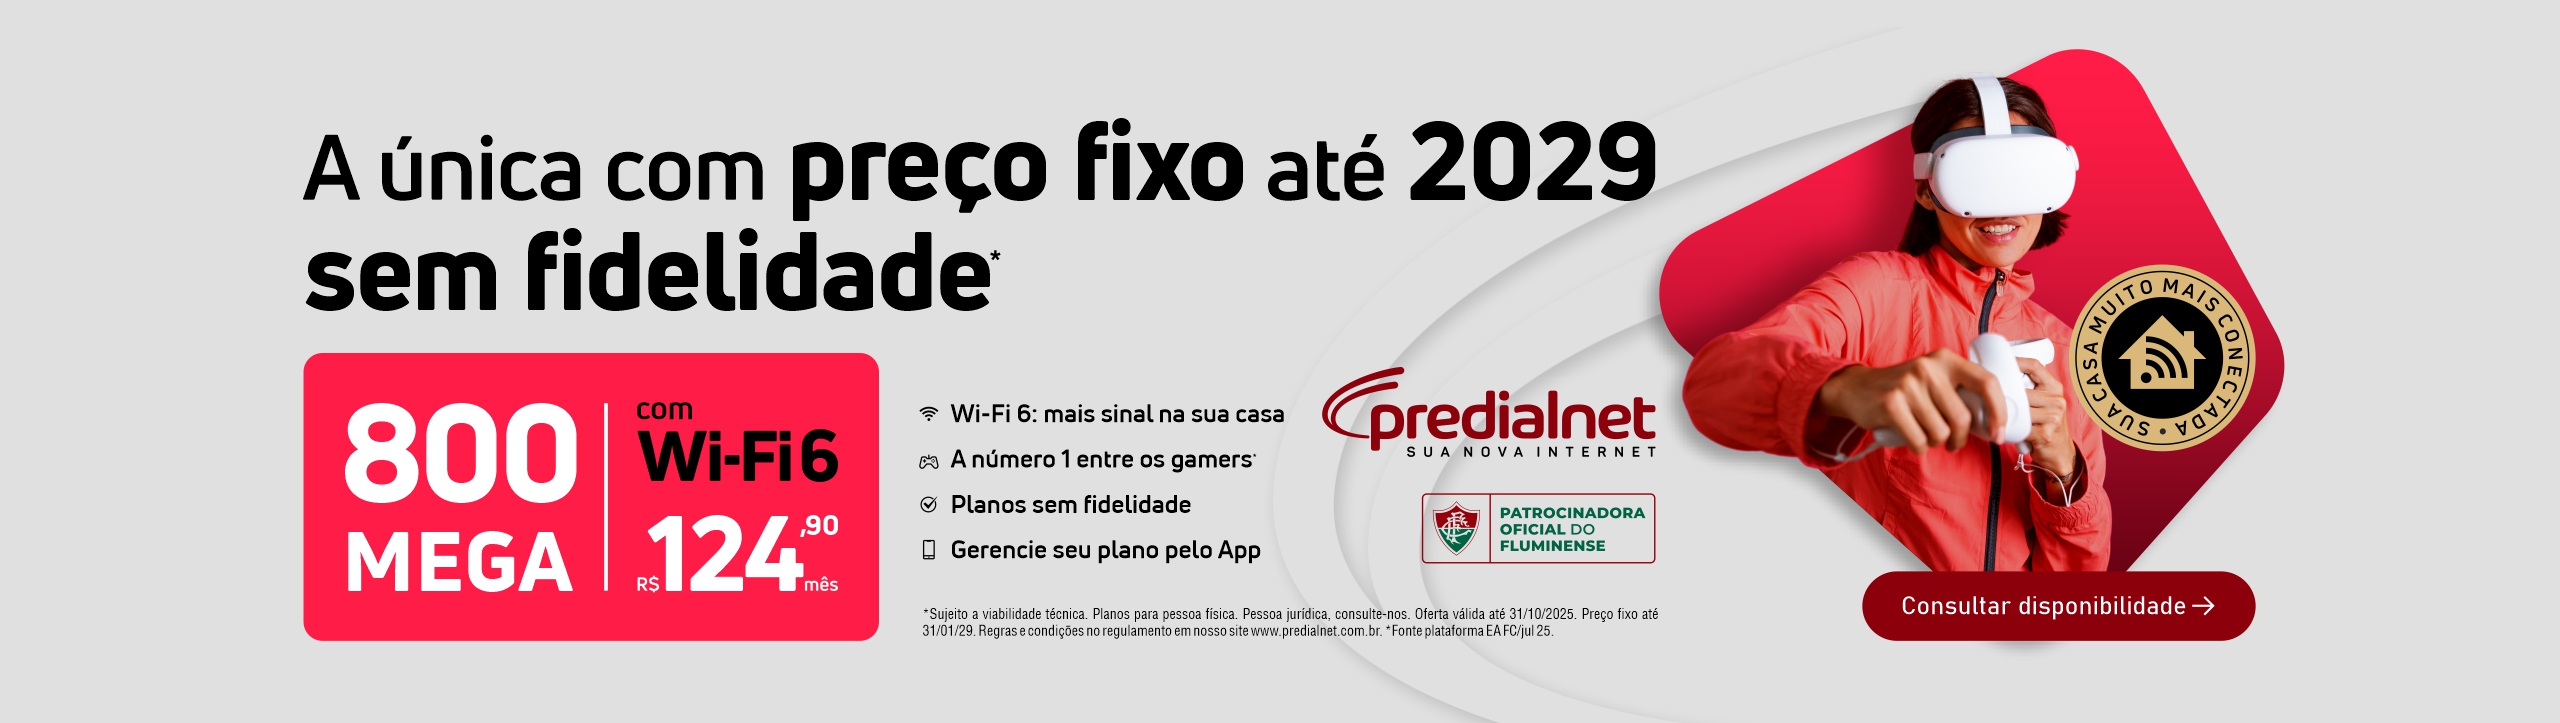 A única com preço fixo até 2029
sem fidelidade*
800
MEGA
com
Wi-Fi 6
R$124,90
mês
Wi-Fi 6: mais sinal na sua casa
A número 1 entre os gamers*
Planos sem fidelidade
Gerencie seu plano pelo App
predialnet
SUA NOVA INTERNET
PATROCINADORA
OFICIAL DO
FLUMINENSE
*Sujeito a viabilidade técnica. Planos para pessoa física. Pessoa jurídica, consulte-nos. Oferta válida até 31/10/2025. Preço fixo até
31/01/29. Regras e condições no regulamento em nosso site www.predialnet.com.br. *Fonte plataforma EA FC/jul 25.
SUA CASA MUITO MAIS CONECTADA •
Consultar disponibilidade →